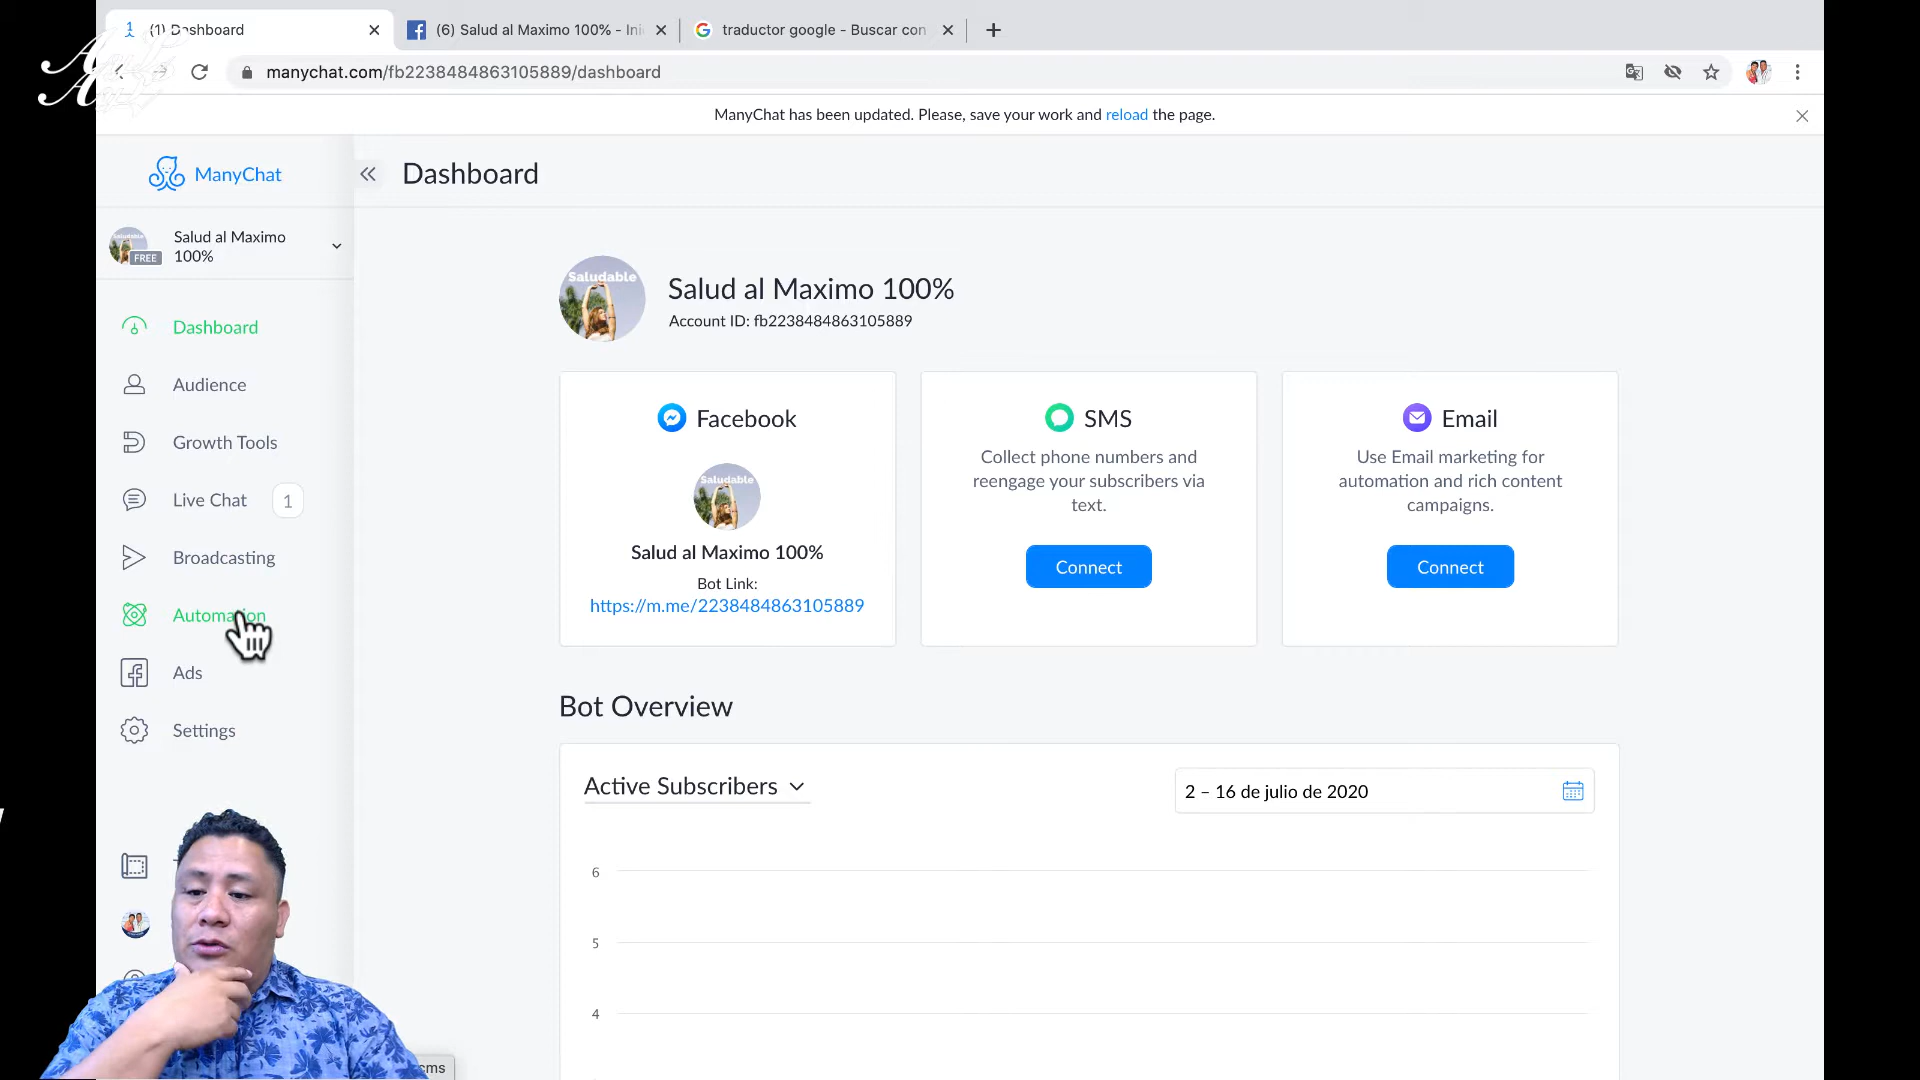 (1) Dashboard
(6) Salud al Maximo 100% - Ini
traductor google - Buscar con
manychat.com/fb2238484863105889/dashboard
ManyChat has been updated. Please, save your work and reload the page.
ManyChat
Dashboard
Salud al Maximo
100%
FREE
Dashboard
Audience
Growth Tools
Live Chat 1
Broadcasting
Automation
Ads
Settings
Saludable
Salud al Maximo 100%
Account ID: fb2238484863105889
Facebook
Saludable
Salud al Maximo 100%
Bot Link:
https://m.me/2238484863105889
SMS
Collect phone numbers and
reengage your subscribers via
text.
Connect
Email
Use Email marketing for
automation and rich content
campaigns.
Connect
Bot Overview
Active Subscribers
2 – 16 de julio de 2020
6
5
4
cms